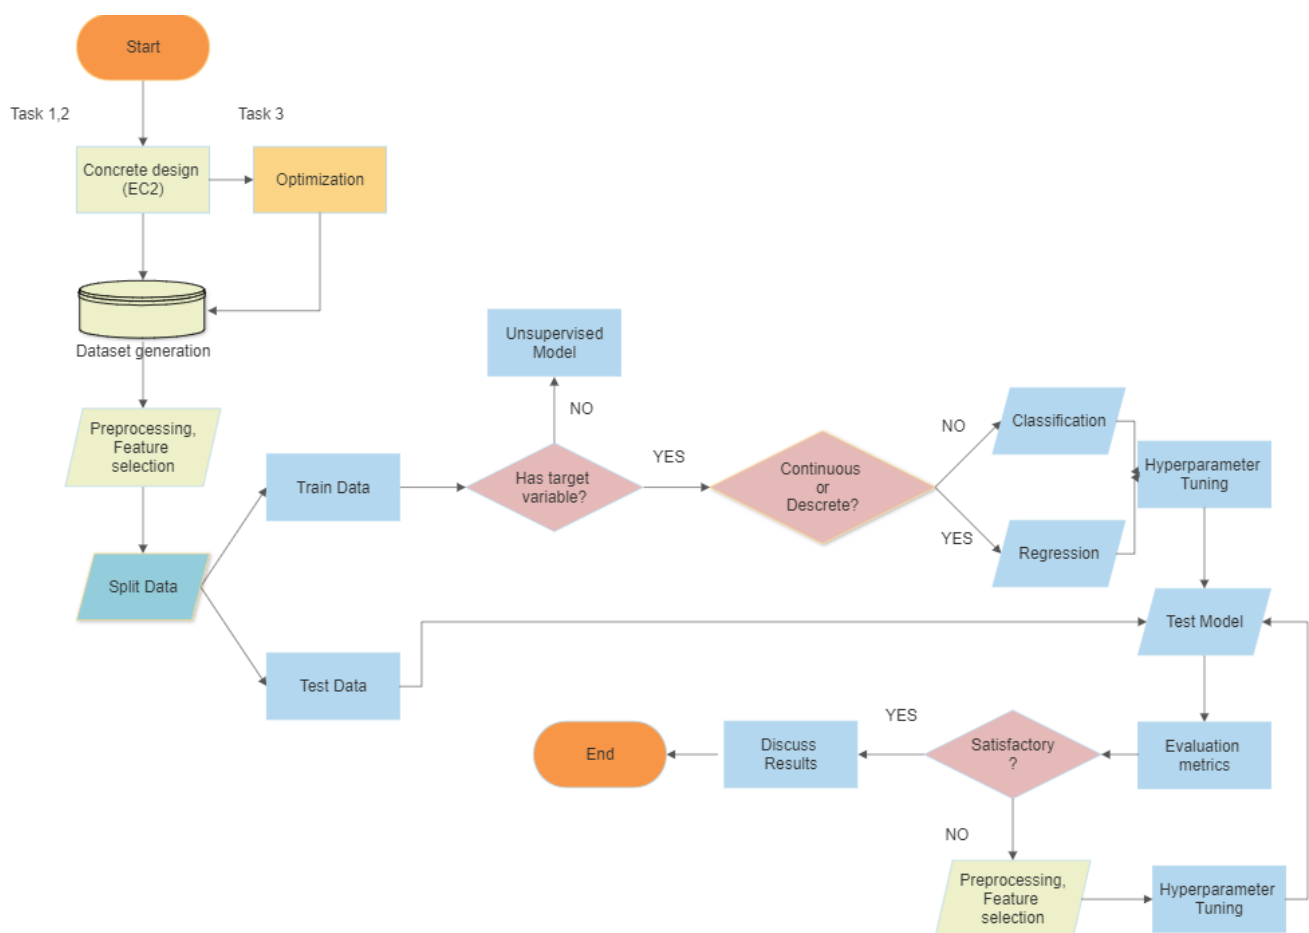 Start
Task 1,2
Task 3
Concrete design
(EC2)
Optimization
Dataset generation
Unsupervised
Model
NO
Preprocessing,
Feature
selection
Train Data
Has target
variable?
YES
Continuous
or
Descrete?
NO
YES
Classification
Regression
Hyperparameter
Tuning
Split Data
Test Data
Test Model
Evaluation
metrics
Satisfactory
?
YES
Discuss
Results
End
NO
Preprocessing,
Feature
selection
Hyperparameter
Tuning